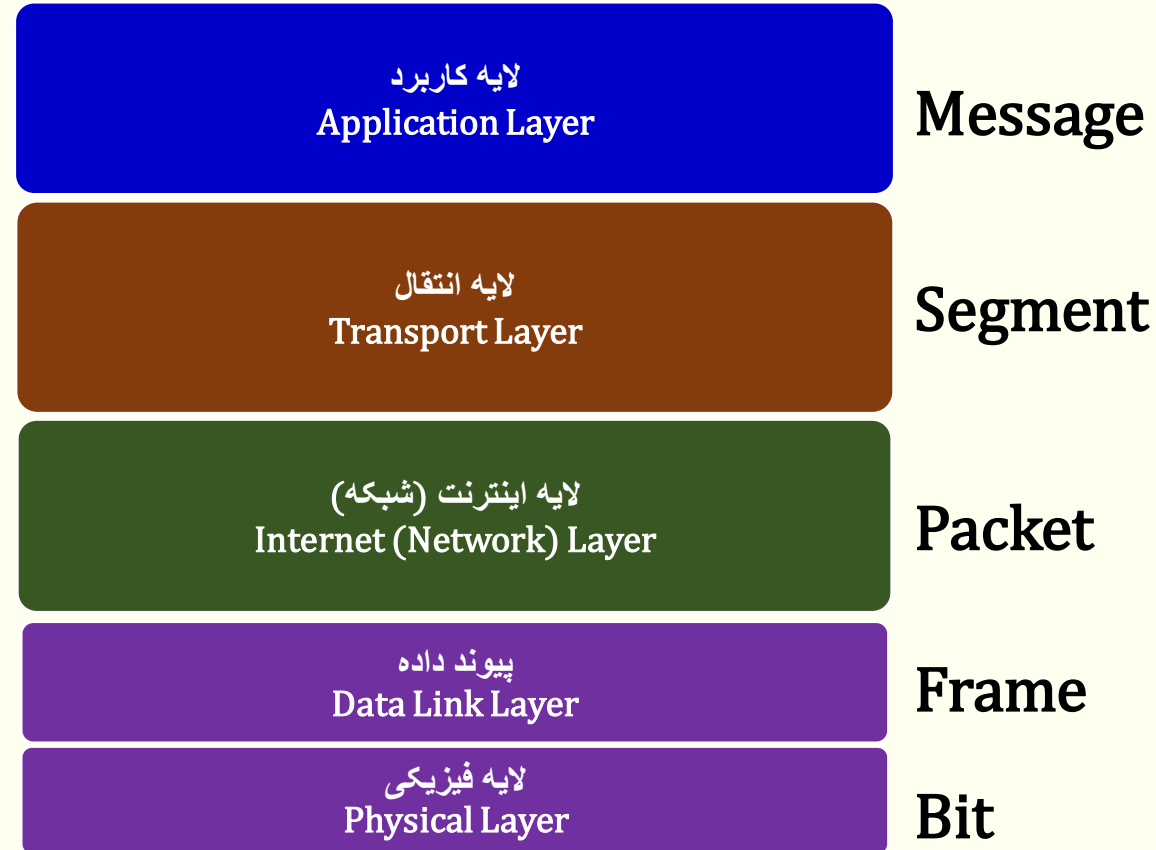 لایه کاربرد
Application Layer
Message
لایه انتقال
Transport Layer
Segment
لایه اینترنت (شبکه)
Internet (Network) Layer
Packet
پیوند داده
Data Link Layer
Frame
لایه فیزیکی
Physical Layer
Bit